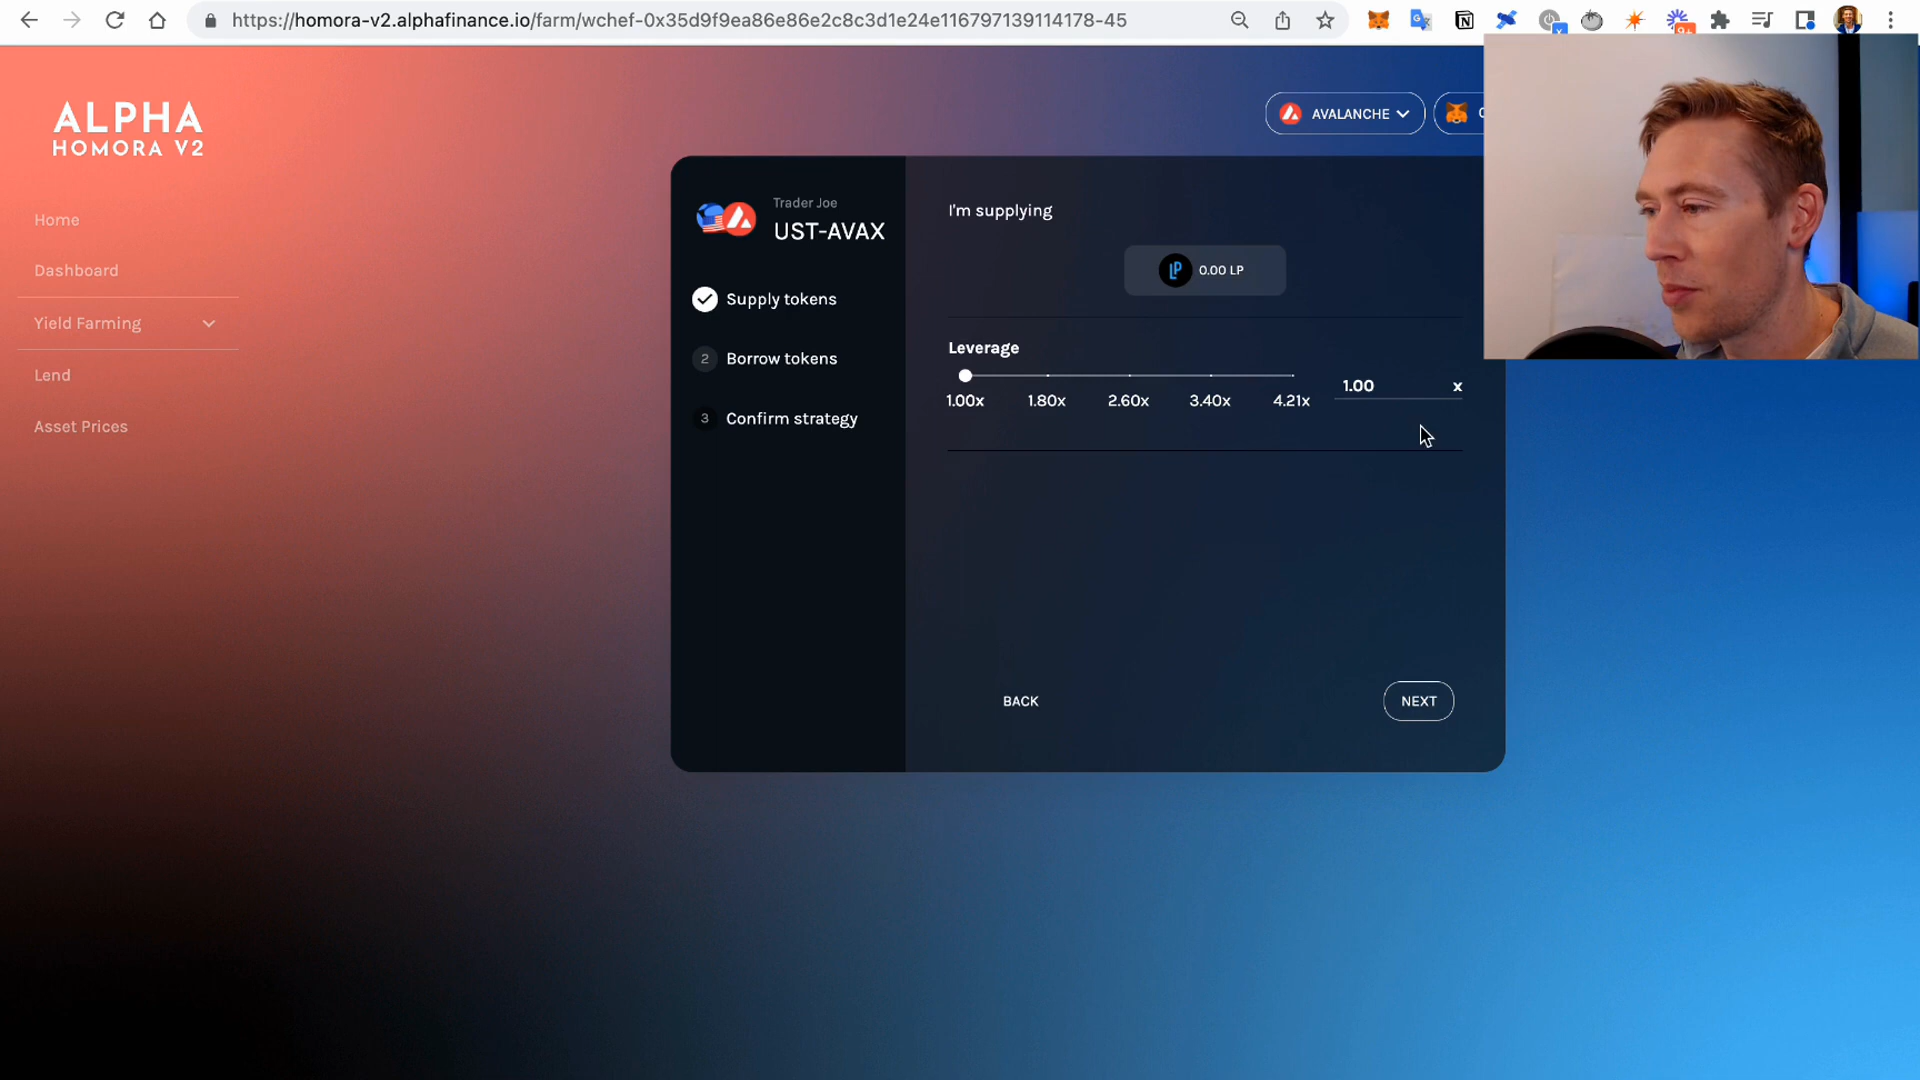 https://homora-v2.alphafinance.io/farm/wchef-0x35d9f9ea86e86e2c8c3d1e24e116797139114178-45
ALPHA
HOMORA V2
AVALANCHE
Home
Dashboard
Yield Farming
Lend
Asset Prices
Trader Joe
UST-AVAX
Supply tokens
2 Borrow tokens
3 Confirm strategy
I'm supplying
LP 0.00 LP
Leverage
1.00 x
1.00x 1.80x 2.60x 3.40x 4.21x
BACK
NEXT